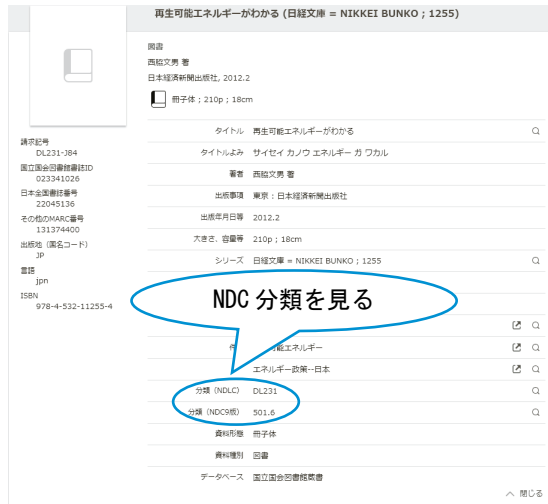 再生可能エネルギーがわかる (日経文庫 = NIKKEI BUNKO ; 1255)
図書
西脇文男 著
日本経済新聞出版社, 2012.2
冊子体 ; 210p ; 18cm
請求記号
DL231-J84
国立国会図書館書誌ID
023341026
日本全国書誌番号
22045136
その他のMARC番号
131374400
出版地（国名コード）
JP
言語
jpn
ISBN
978-4-532-11255-4
タイトル 再生可能エネルギーがわかる
タイトルよみ サイセイ カノウ エネルギー ガ ワカル
著者 西脇文男 著
出版事項 東京 : 日本経済新聞出版社
出版年月日等 2012.2
大きさ、容量等 210p ; 18cm
シリーズ 日経文庫 = NIKKEI BUNKO ; 1255
NDC分類を見る
可能エネルギー
エネルギー政策--日本
分類（NDLC） DL231
分類（NDC9版） 501.6
資料形態 冊子体
資料種別 図書
データベース 国立国会図書館蔵書
閉じる